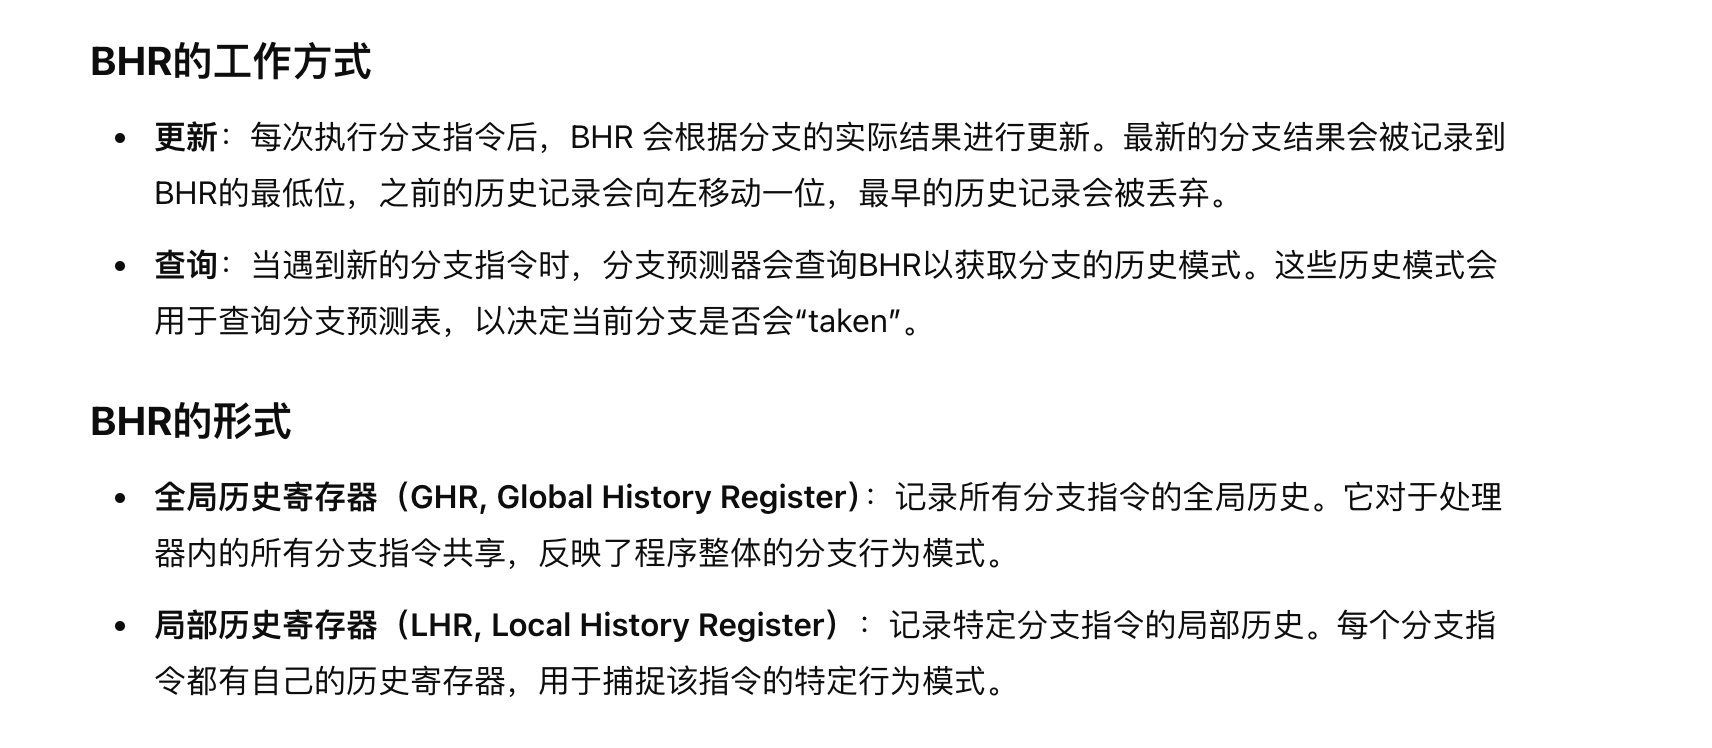 BHR的工作方式
• 更新：每次执行分支指令后，BHR 会根据分支的实际结果进行更新。最新的分支结果会被记录到
BHR的最低位，之前的历史记录会向左移动一位，最早的历史记录会被丢弃。
• 查询：当遇到新的分支指令时，分支预测器会查询BHR以获取分支的历史模式。这些历史模式会
用于查询分支预测表，以决定当前分支是否会“taken”。
BHR的形式
• 全局历史寄存器（GHR, Global History Register）：记录所有分支指令的全局历史。它对于处理
器内的所有分支指令共享，反映了程序整体的分支行为模式。
• 局部历史寄存器（LHR, Local History Register）：记录特定分支指令的局部历史。每个分支指
令都有自己的历史寄存器，用于捕捉该指令的特定行为模式。